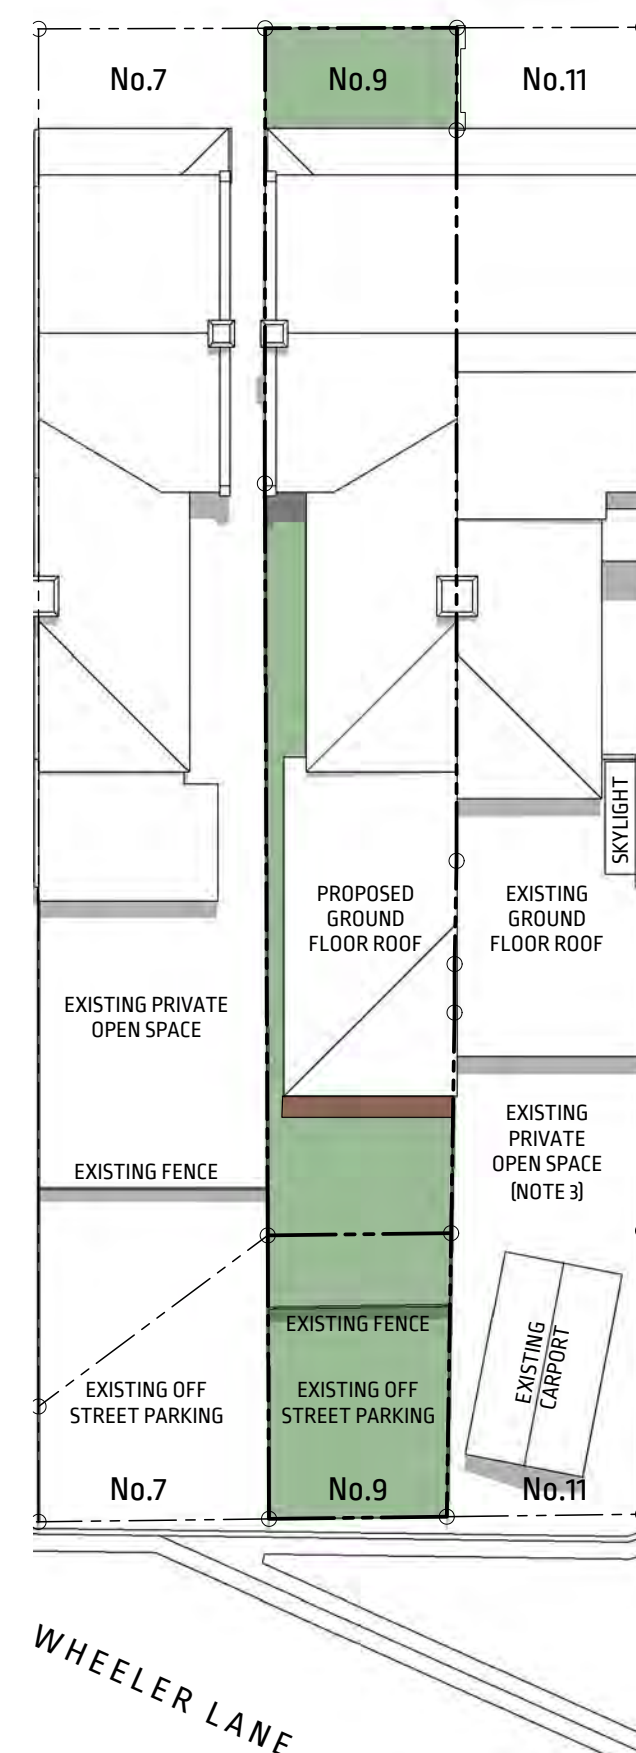 No.7
No.9
No.11
SKYLIGHT
PROPOSED
GROUND
FLOOR ROOF
EXISTING
GROUND
FLOOR ROOF
EXISTING PRIVATE
OPEN SPACE
EXISTING
PRIVATE
OPEN SPACE
(NOTE 3)
EXISTING FENCE
EXISTING FENCE
EXISTING
CARPORT
EXISTING OFF
STREET PARKING
EXISTING OFF
STREET PARKING
No.7
No.9
No.11
WHEELER LANE